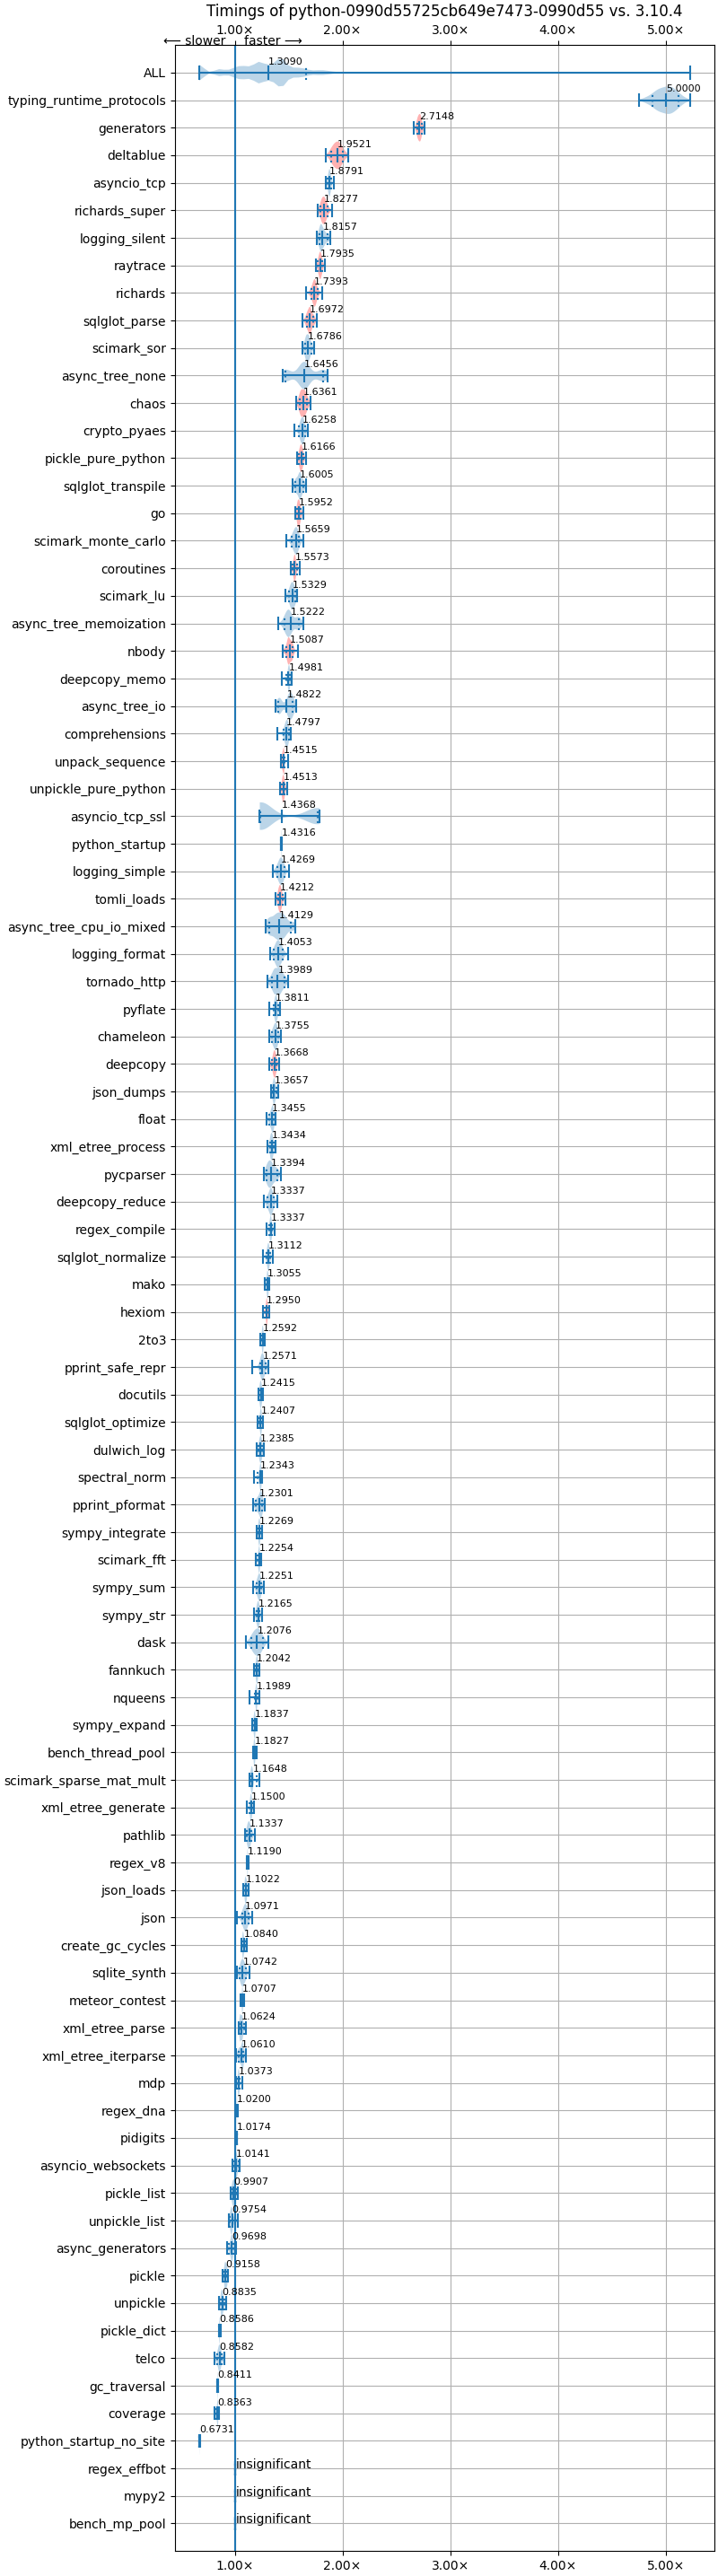 Timings of python-0990d55725cb649e7473-0990d55 vs. 3.10.4
1.00× 2.00× 3.00× 4.00× 5.00×
⟵ slower faster ⟶
ALL 1.3090
typing_runtime_protocols 5.0000
generators 2.7148
deltablue 1.9521
asyncio_tcp 1.8791
richards_super 1.8277
logging_silent 1.8157
raytrace 1.7935
richards 1.7393
sqlglot_parse 1.6972
scimark_sor 1.6786
async_tree_none 1.6456
chaos 1.6361
crypto_pyaes 1.6258
pickle_pure_python 1.6166
sqlglot_transpile 1.6005
go 1.5952
scimark_monte_carlo 1.5659
coroutines 1.5573
scimark_lu 1.5329
async_tree_memoization 1.5222
nbody 1.5087
deepcopy_memo 1.4981
async_tree_io 1.4822
comprehensions 1.4797
unpack_sequence 1.4515
unpickle_pure_python 1.4513
asyncio_tcp_ssl 1.4368
python_startup 1.4316
logging_simple 1.4269
tomli_loads 1.4212
async_tree_cpu_io_mixed 1.4129
logging_format 1.4053
tornado_http 1.3989
pyflate 1.3811
chameleon 1.3755
deepcopy 1.3668
json_dumps 1.3657
float 1.3455
xml_etree_process 1.3434
pycparser 1.3394
deepcopy_reduce 1.3337
regex_compile 1.3337
sqlglot_normalize 1.3112
mako 1.3055
hexiom 1.2950
2to3 1.2592
pprint_safe_repr 1.2571
docutils 1.2415
sqlglot_optimize 1.2407
dulwich_log 1.2385
spectral_norm 1.2343
pprint_pformat 1.2301
sympy_integrate 1.2269
scimark_fft 1.2254
sympy_sum 1.2251
sympy_str 1.2165
dask 1.2076
fannkuch 1.2042
nqueens 1.1989
sympy_expand 1.1837
bench_thread_pool 1.1827
scimark_sparse_mat_mult 1.1648
xml_etree_generate 1.1500
pathlib 1.1337
regex_v8 1.1190
json_loads 1.1022
json 1.0971
create_gc_cycles 1.0840
sqlite_synth 1.0742
meteor_contest 1.0707
xml_etree_parse 1.0624
xml_etree_iterparse 1.0610
mdp 1.0373
regex_dna 1.0200
pidigits 1.0174
asyncio_websockets 1.0141
pickle_list 0.9907
unpickle_list 0.9754
async_generators 0.9698
pickle 0.9158
unpickle 0.8835
pickle_dict 0.8586
telco 0.8582
gc_traversal 0.8411
coverage 0.8363
python_startup_no_site 0.6731
regex_effbot insignificant
mypy2 insignificant
bench_mp_pool insignificant
1.00× 2.00× 3.00× 4.00× 5.00×